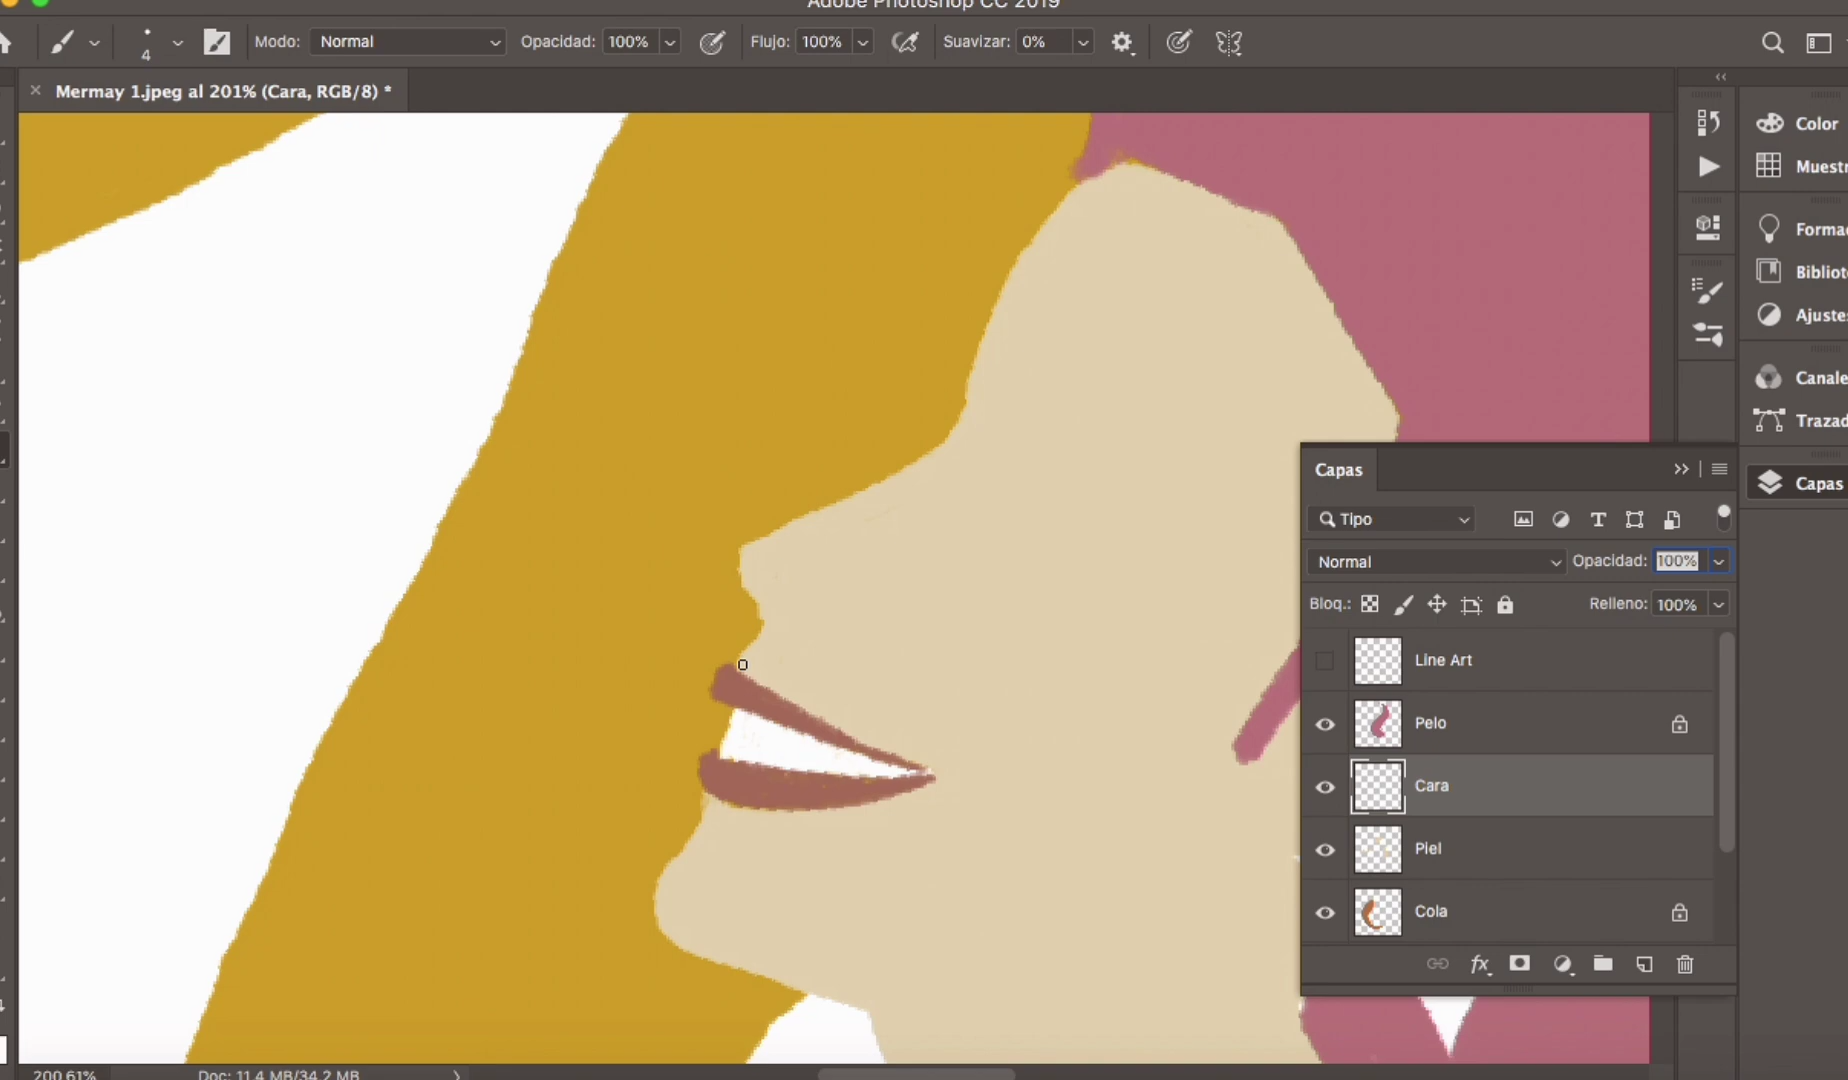 Adobe Photoshop CC 2019
4 Modo: Normal Opacidad: 100% Flujo: 100% Suavizar: 0%
Mermay 1.jpeg al 201% (Cara, RGB/8) *
Color
Muestr
Forma
Bibliot
Ajuste
Canale
Trazad
Capas
Capas
Tipo
Normal Opacidad: 100%
Bloq.: Relleno: 100%
Line Art
Pelo
Cara
Piel
Cola
fx
200,61% Doc: 11,4 MB/34,2 MB